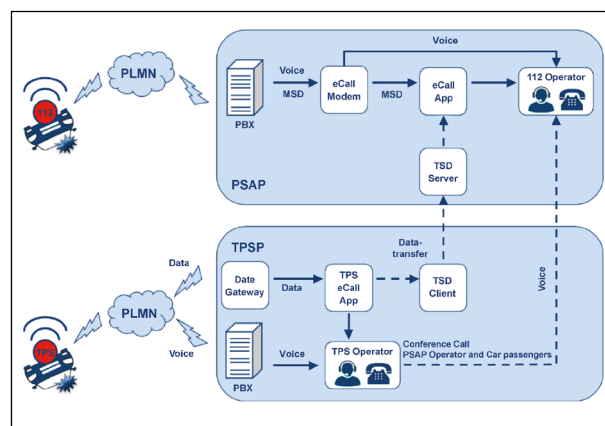 Voice
PLMN
112
Voice
MSD
eCall
Modem
MSD
eCall
App
112 Operator
PBX
TSD
Server
PSAP
TPSP
Data
Data-
transfer
Voice
Date
Gateway
Data
TPS
eCall
App
TSD
Client
PLMN
TPS
Voice
Voice
PBX
TPS Operator
Conference Call
PSAP Operator and Car passengers